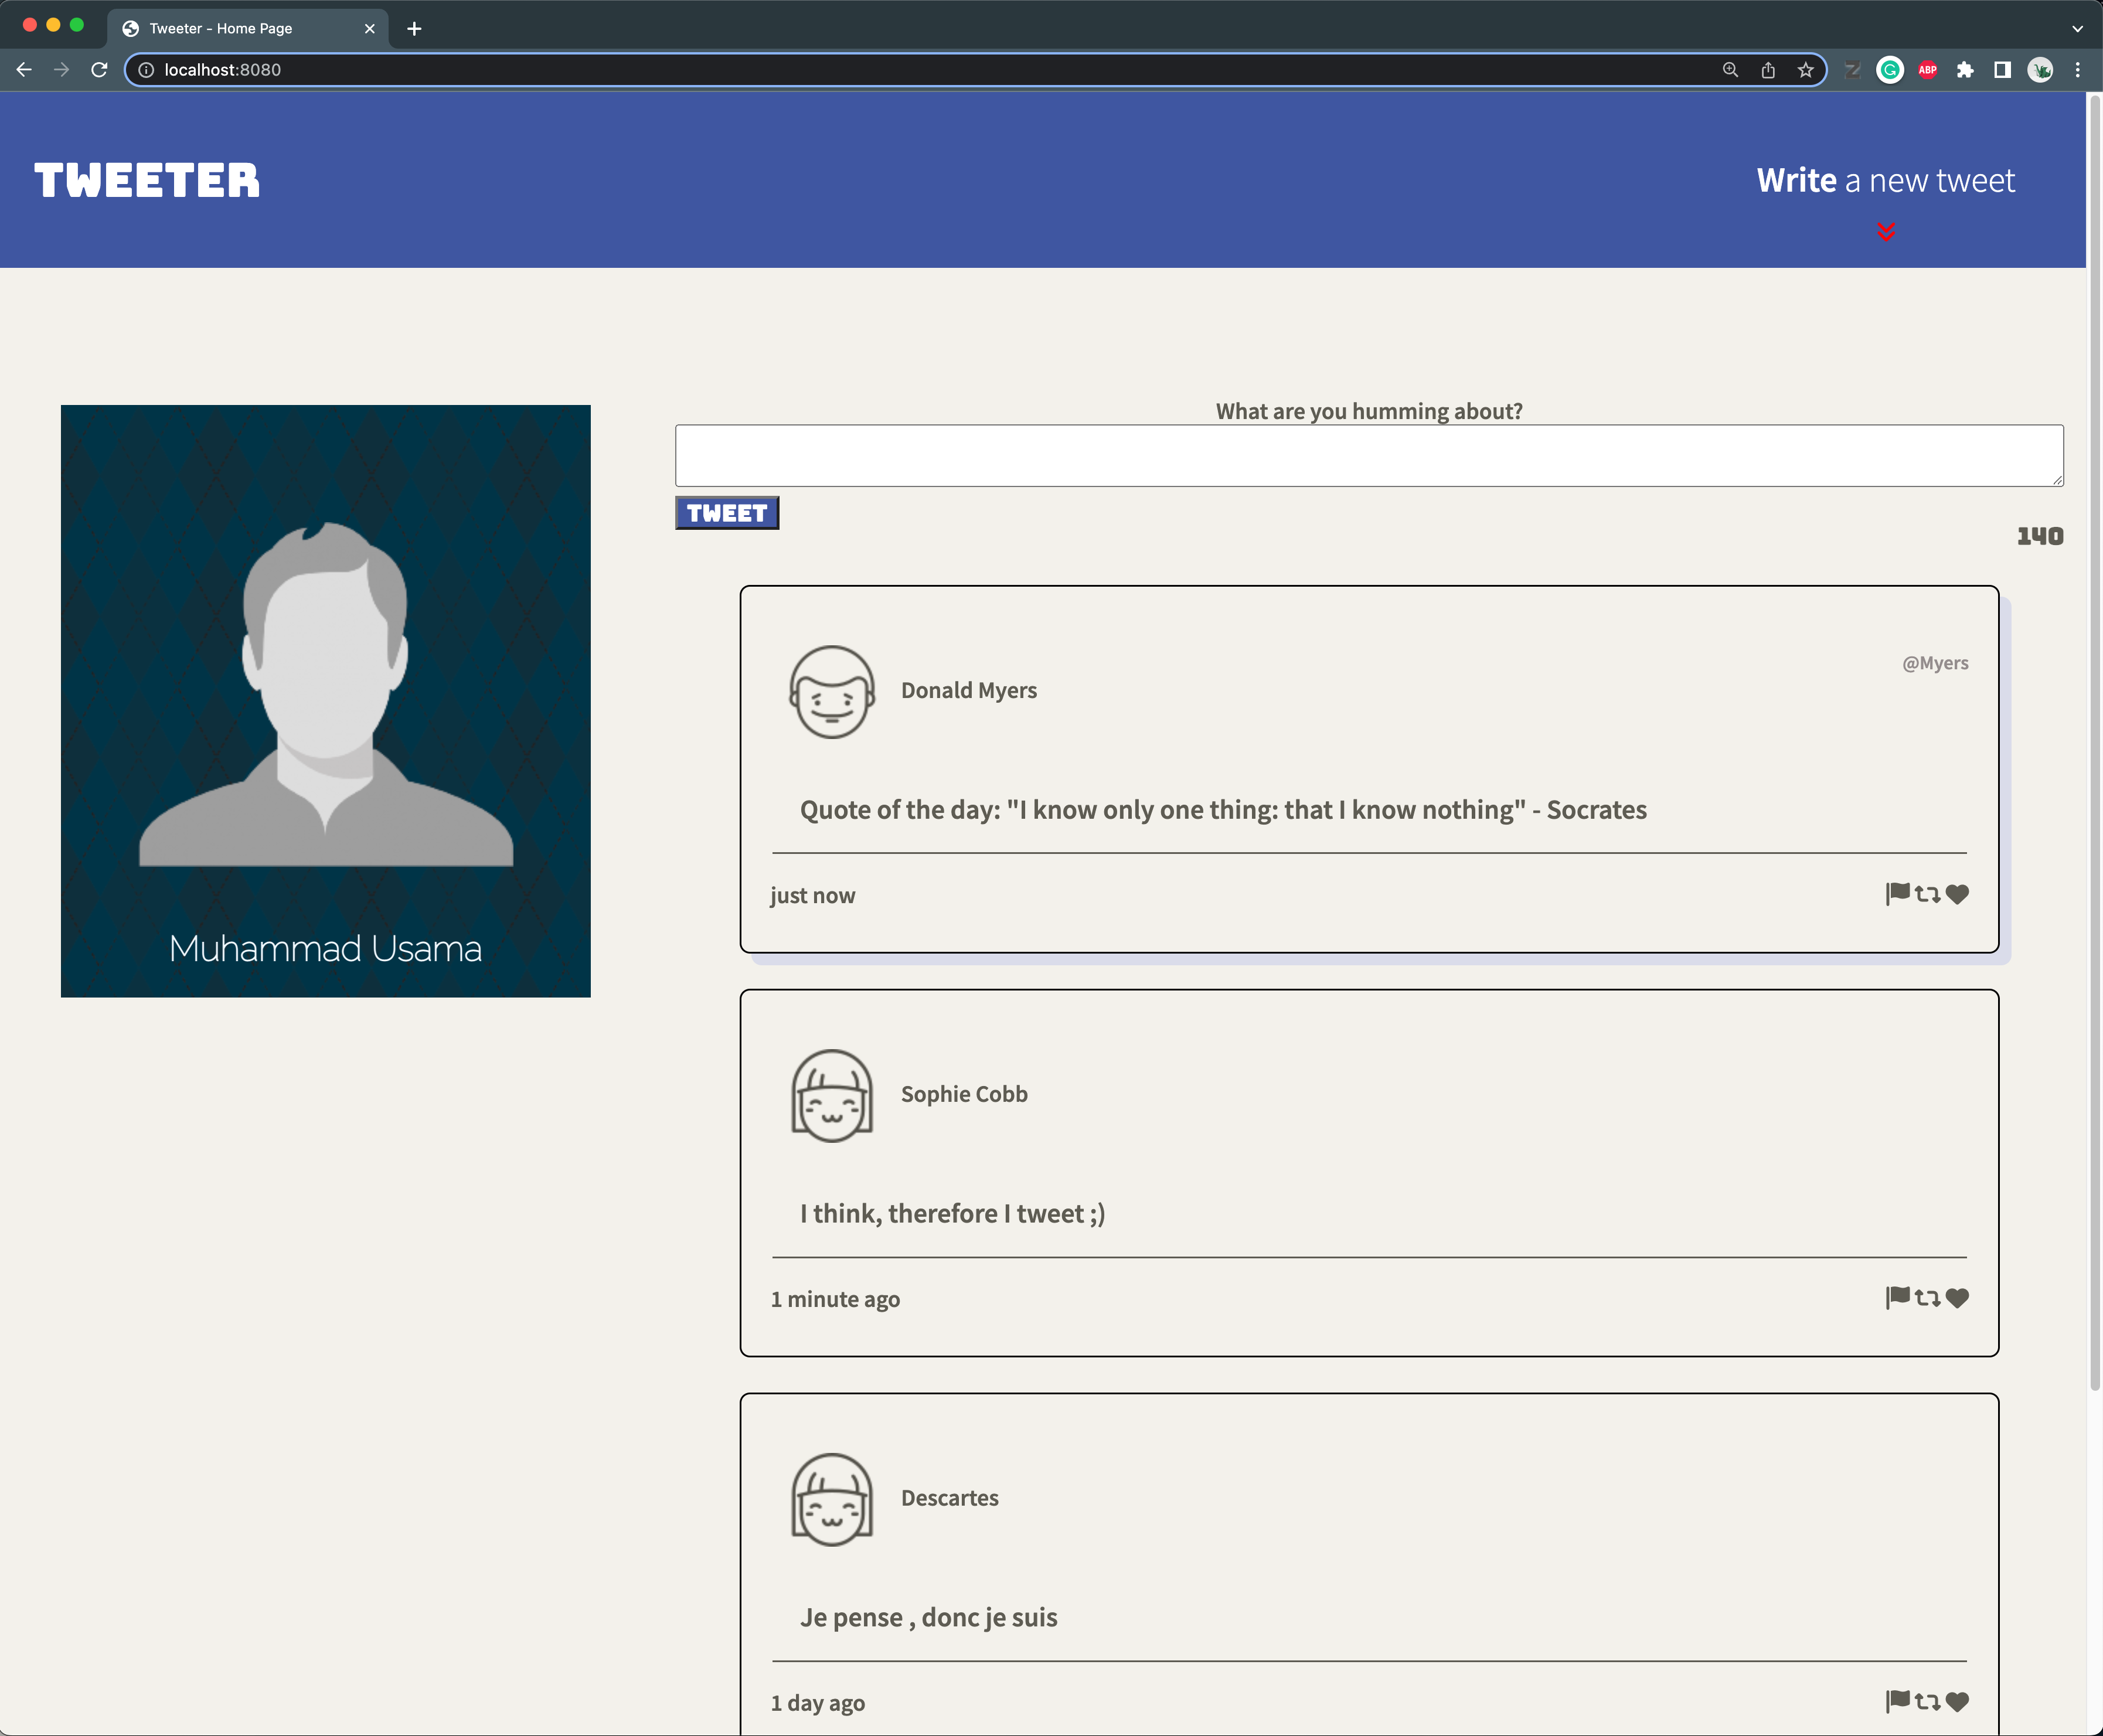 Tweeter - Home Page
localhost:8080
ABP
TWEETER
Write a new tweet
What are you humming about?
TWEET
140
Muhammad Usama
Donald Myers
@Myers
Quote of the day: "I know only one thing: that I know nothing" - Socrates
just now
Sophie Cobb
I think, therefore I tweet ;)
1 minute ago
Descartes
Je pense , donc je suis
1 day ago